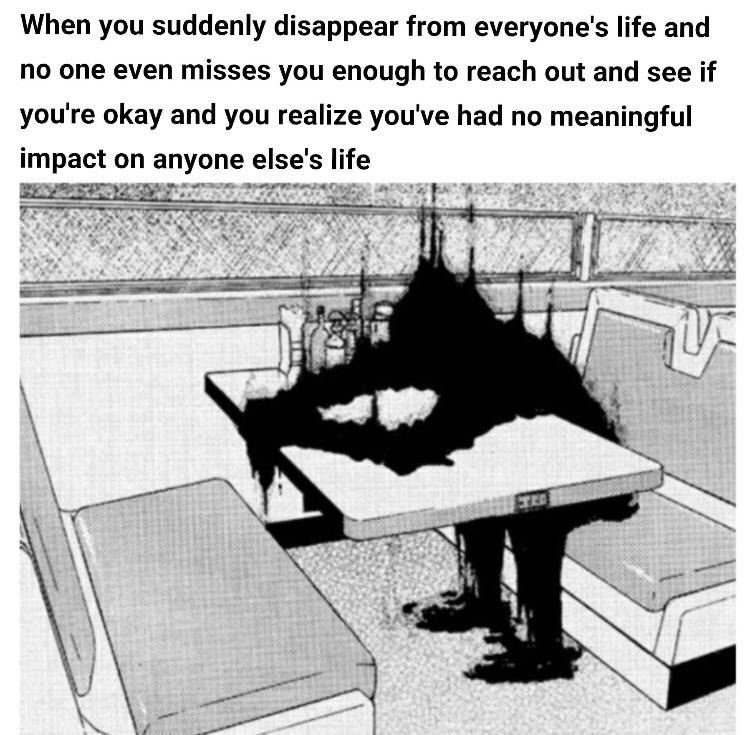 When you suddenly disappear from everyone's life and
no one even misses you enough to reach out and see if
you're okay and you realize you've had no meaningful
impact on anyone else's life